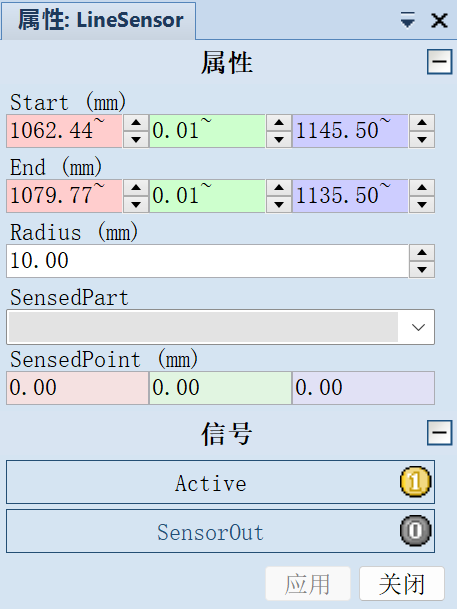 属性: LineSensor
属性
Start (mm)
1062.44~ 0.01~ 1145.50~
End (mm)
1079.77~ 0.01~ 1135.50~
Radius (mm)
10.00
SensedPart
SensedPoint (mm)
0.00 0.00 0.00
信号
Active 1
SensorOut 0
应用 关闭